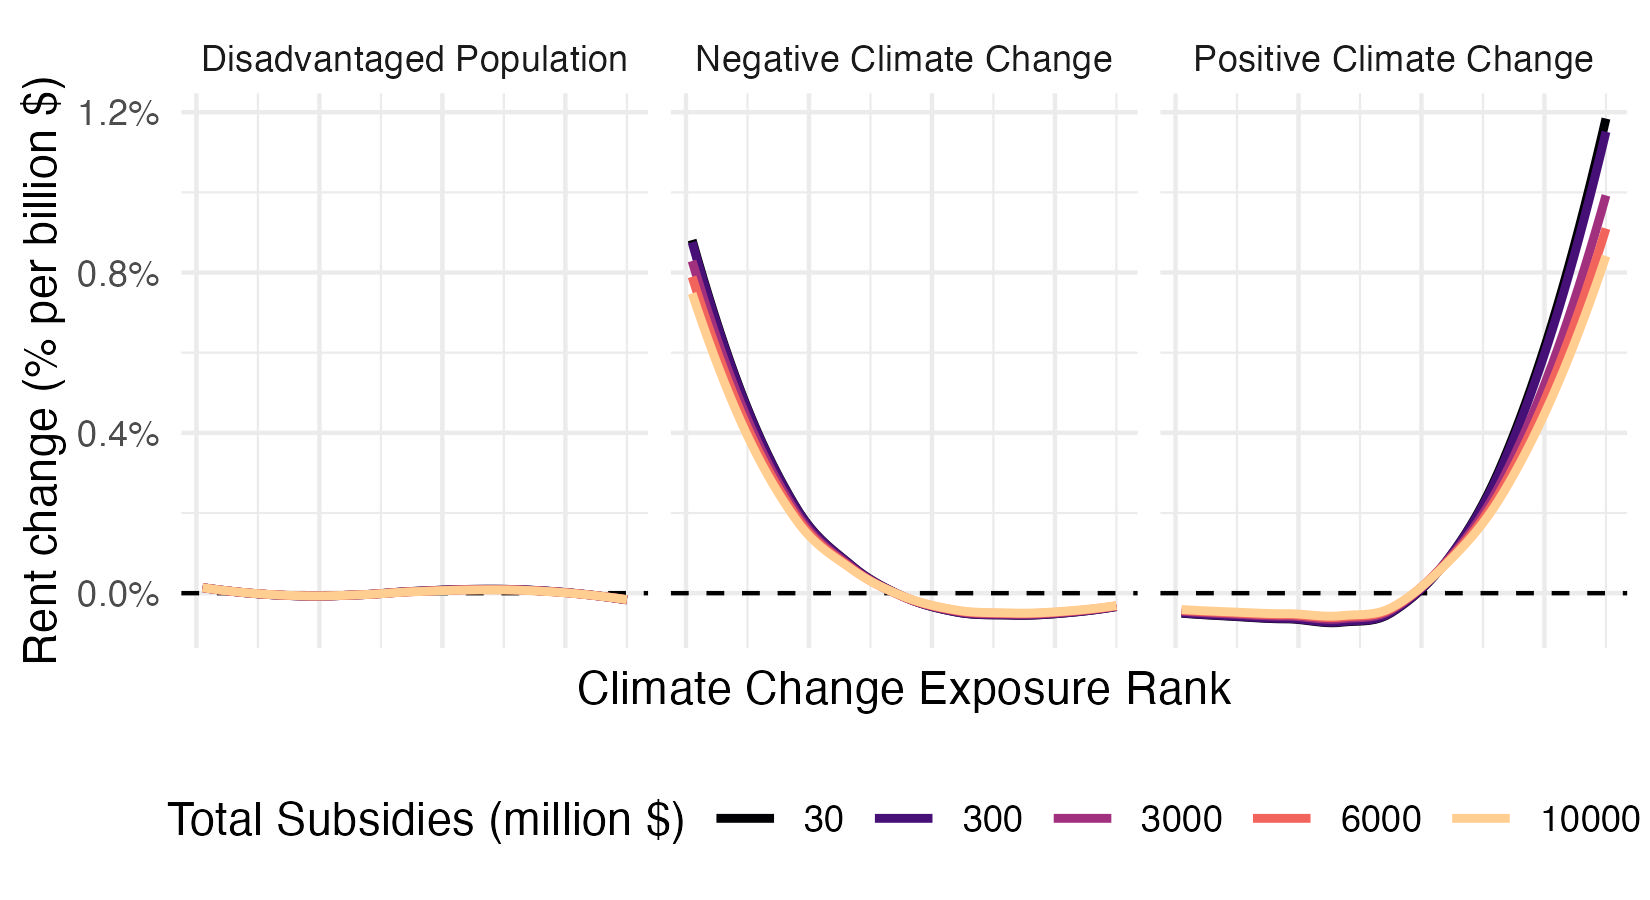 Disadvantaged Population
Negative Climate Change
Positive Climate Change
Rent change (% per billion $)
1.2%
0.8%
0.4%
0.0%
Climate Change Exposure Rank
Total Subsidies (million $) 30 300 3000 6000 10000